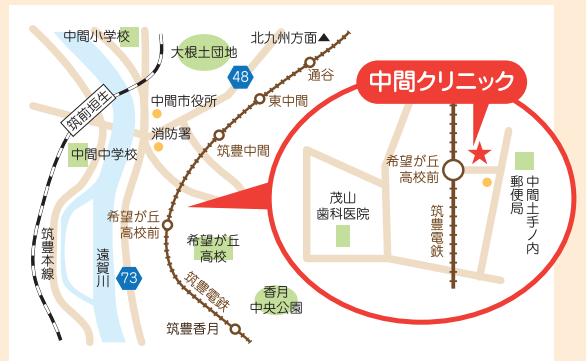 中間小学校
大根土団地
北九州方面▲
48
通谷
中間クリニック
筑前垣生
中間市役所
東中間
消防署
筑豊中間
中間中学校
希望が丘
高校前
中間土手ノ内
郵便局
茂山
歯科医院
筑豊電鉄
希望が丘
高校前
希望が丘
高校
筑豊本線
遠賀川
73
筑豊電鉄
香月
中央公園
筑豊香月